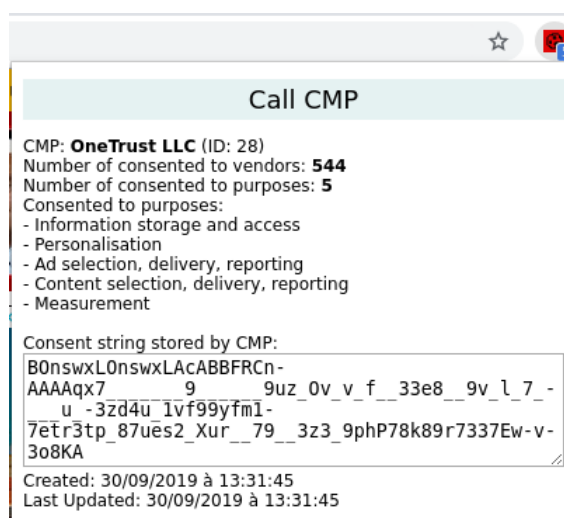 Call CMP
CMP: OneTrust LLC (ID: 28)
Number of consented to vendors: 544
Number of consented to purposes: 5
Consented to purposes:
- Information storage and access
- Personalisation
- Ad selection, delivery, reporting
- Content selection, delivery, reporting
- Measurement
Consent string stored by CMP:
BOnswxLOnswxLAcABBFRCn-
AAAAqx7_______9______9uz_Ov_v_f__33e8__9v_l_7_-
___u_-3zd4u_1vf99yfm1-
7etr3tp_87ues2_Xur__79__3z3_9phP78k89r7337Ew-v-
3o8KA
Created: 30/09/2019 à 13:31:45
Last Updated: 30/09/2019 à 13:31:45